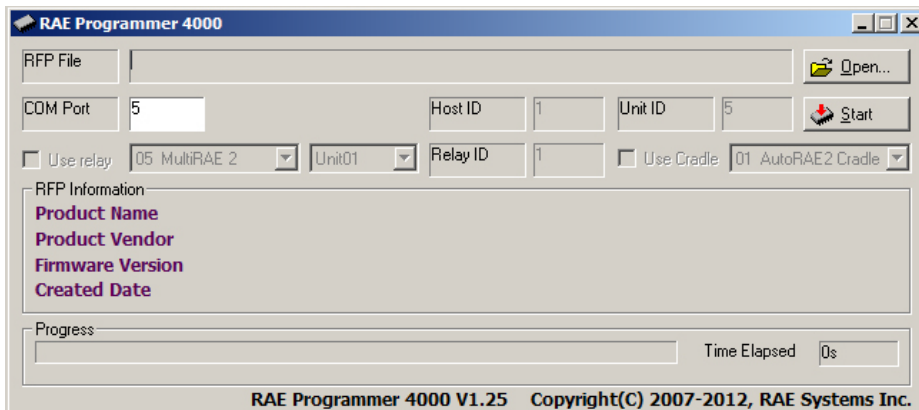 RAE Programmer 4000
RFP File
Open...
COM Port 5 Host ID 1 Unit ID 5 Start
Use relay 05 MultiRAE 2 Unit01 Relay ID 1 Use Cradle 01 AutoRAE2 Cradle
RFP Information
Product Name
Product Vendor
Firmware Version
Created Date
Progress
Time Elapsed 0s
RAE Programmer 4000 V1.25 Copyright(C) 2007-2012, RAE Systems Inc.